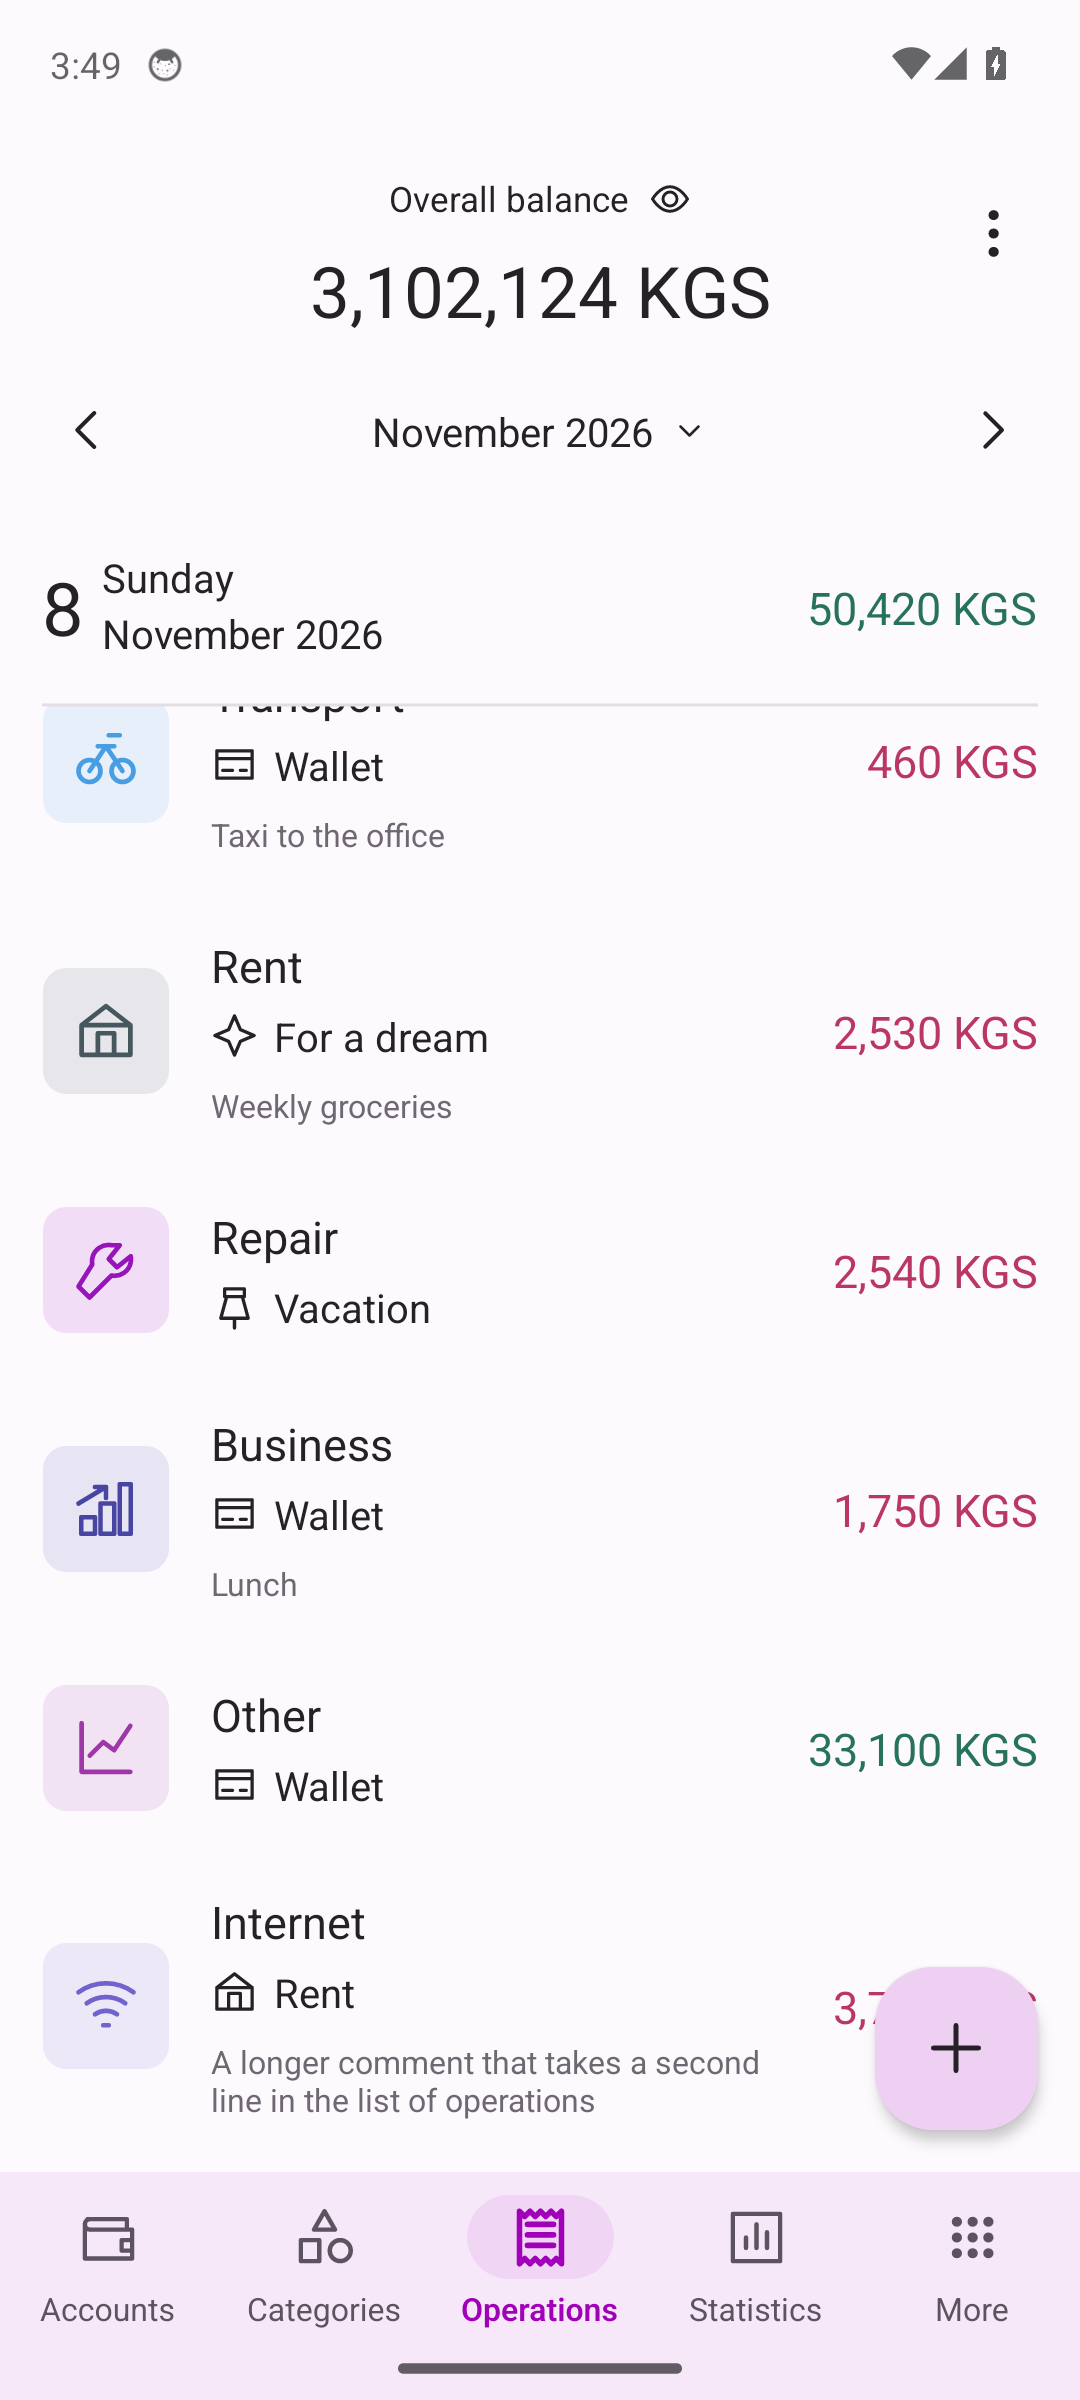 3:49
Overall balance
3,102,124 KGS
November 2026
8
Sunday
November 2026
50,420 KGS
Transport
Wallet
460 KGS
Taxi to the office
Rent
For a dream
2,530 KGS
Weekly groceries
Repair
Vacation
2,540 KGS
Business
Wallet
1,750 KGS
Lunch
Other
Wallet
33,100 KGS
Internet
Rent
A longer comment that takes a second
line in the list of operations
Accounts
Categories
Operations
Statistics
More